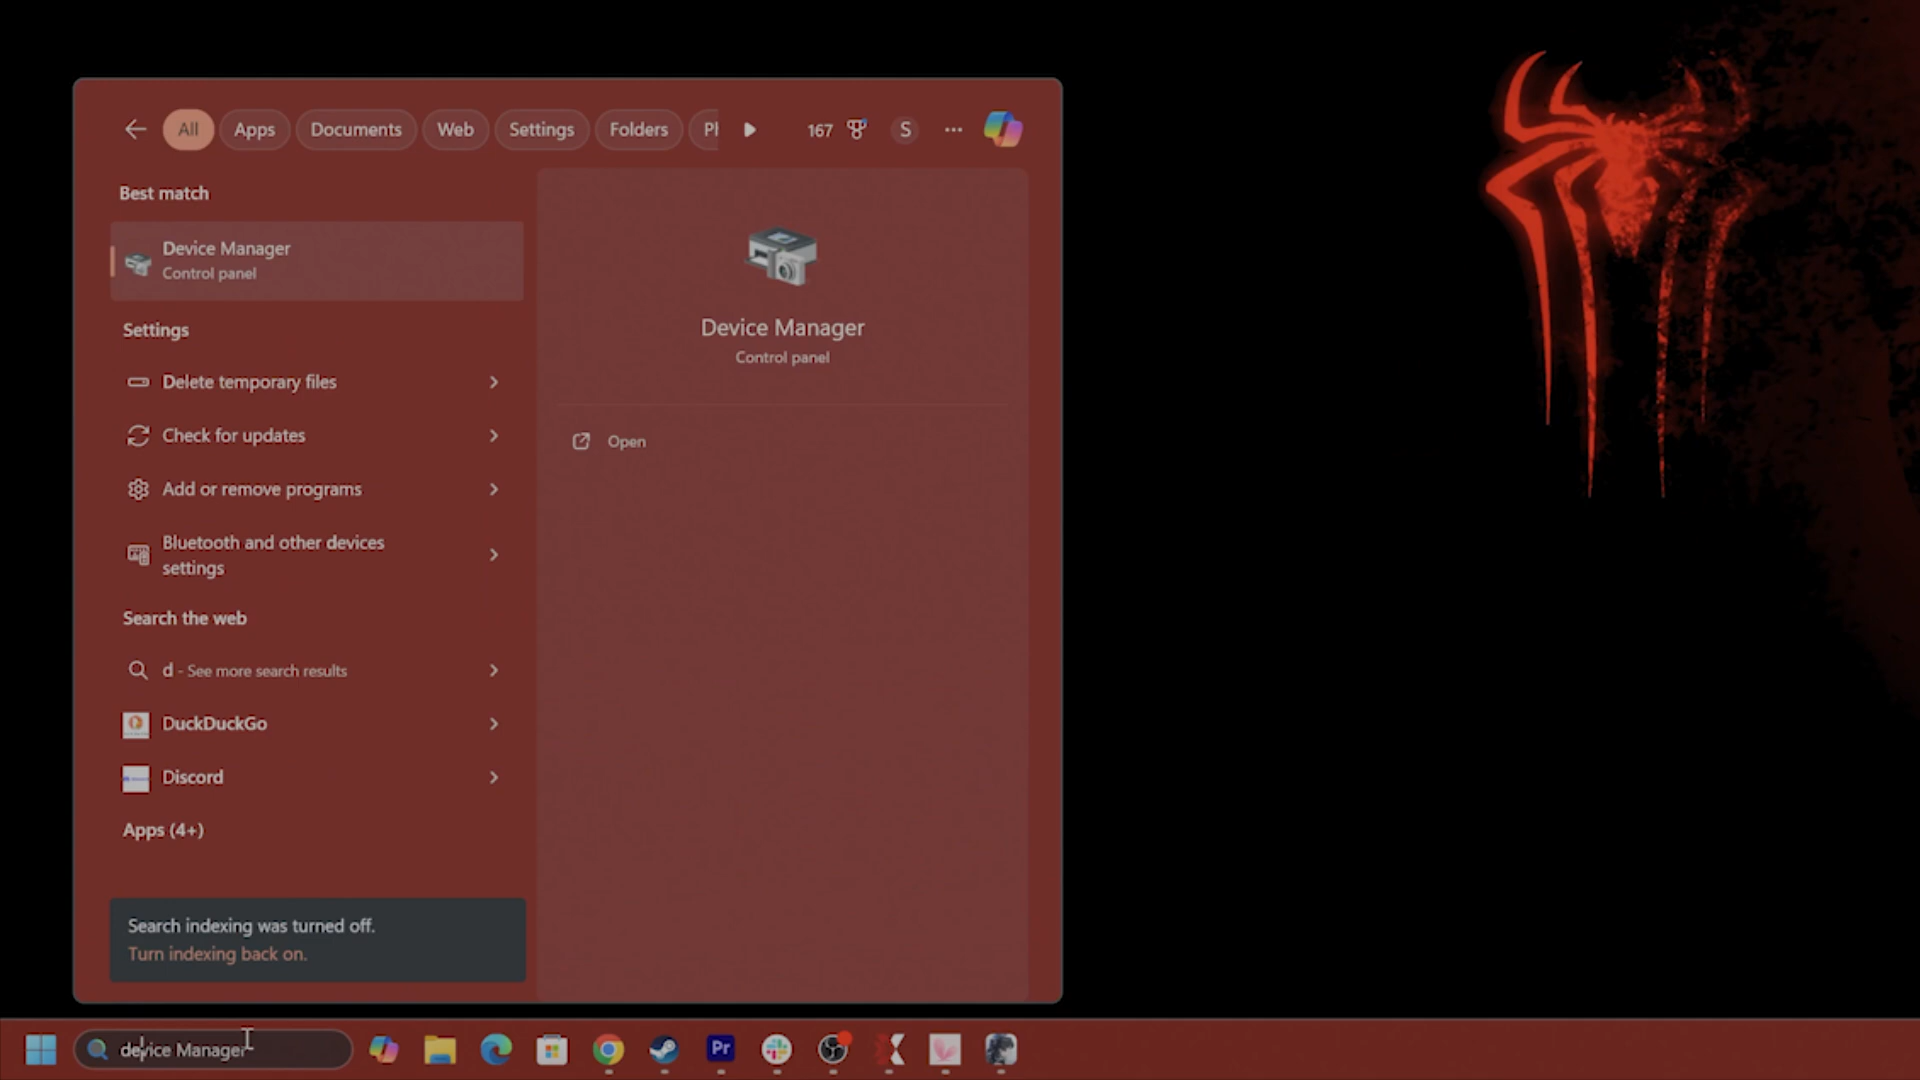 All
Apps
Documents
Web
Settings
Folders
Pl
167
S
Best match
Device Manager
Control panel
Settings
Delete temporary files
Check for updates
Add or remove programs
Bluetooth and other devices
settings
Search the web
d - See more search results
DuckDuckGo
Discord
Apps (4+)
Search indexing was turned off.
Turn indexing back on.
Device Manager
Control panel
Open
device Manager
Pr